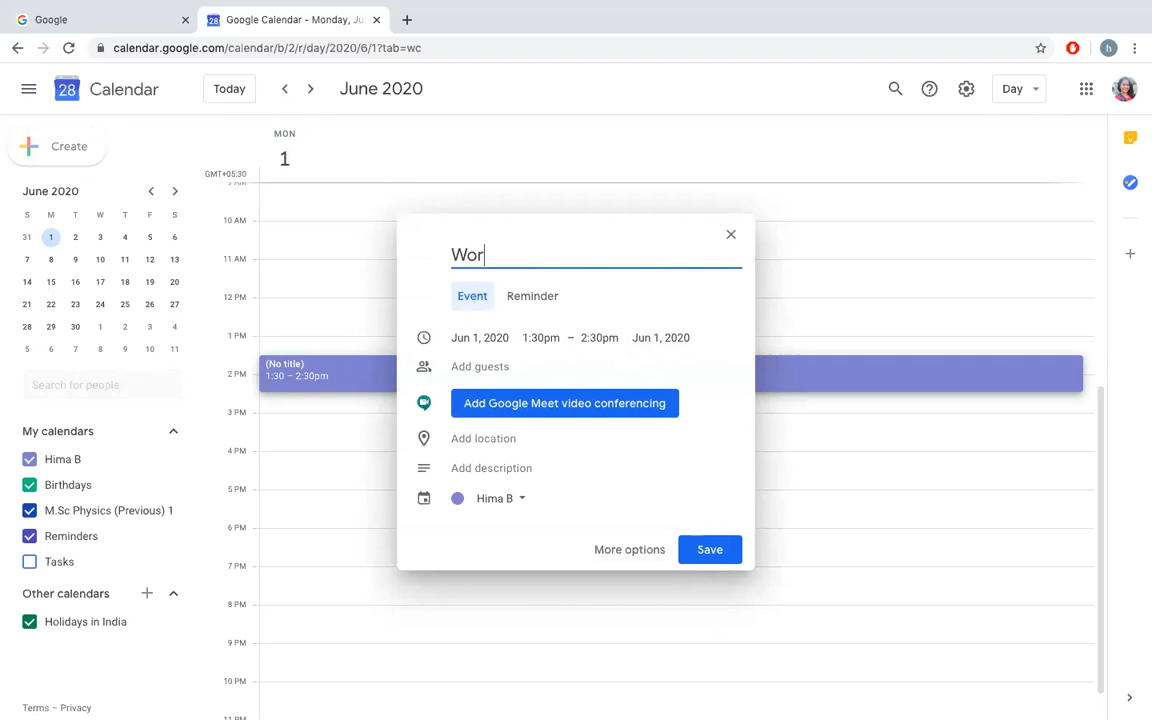 Google
28 Google Calendar - Monday, Ju
calendar.google.com/calendar/b/2/r/day/2020/6/1?tab=wc
h
28 Calendar
Today
June 2020
Day
Create
MON
1
GMT+05:30
June 2020
S M T W T F S
31 1 2 3 4 5 6
7 8 9 10 11 12 13
14 15 16 17 18 19 20
21 22 23 24 25 26 27
28 29 30 1 2 3 4
5 6 7 8 9 10 11
Search for people
My calendars
Hima B
Birthdays
M.Sc Physics (Previous) 1
Reminders
Tasks
Other calendars
Holidays in India
Terms – Privacy
9 AM
10 AM
11 AM
12 PM
1 PM
2 PM
3 PM
4 PM
5 PM
6 PM
7 PM
8 PM
9 PM
10 PM
11 PM
(No title)
1:30 – 2:30pm
Wor
Event Reminder
Jun 1, 2020 1:30pm – 2:30pm Jun 1, 2020
Add guests
Add Google Meet video conferencing
Add location
Add description
Hima B
More options Save